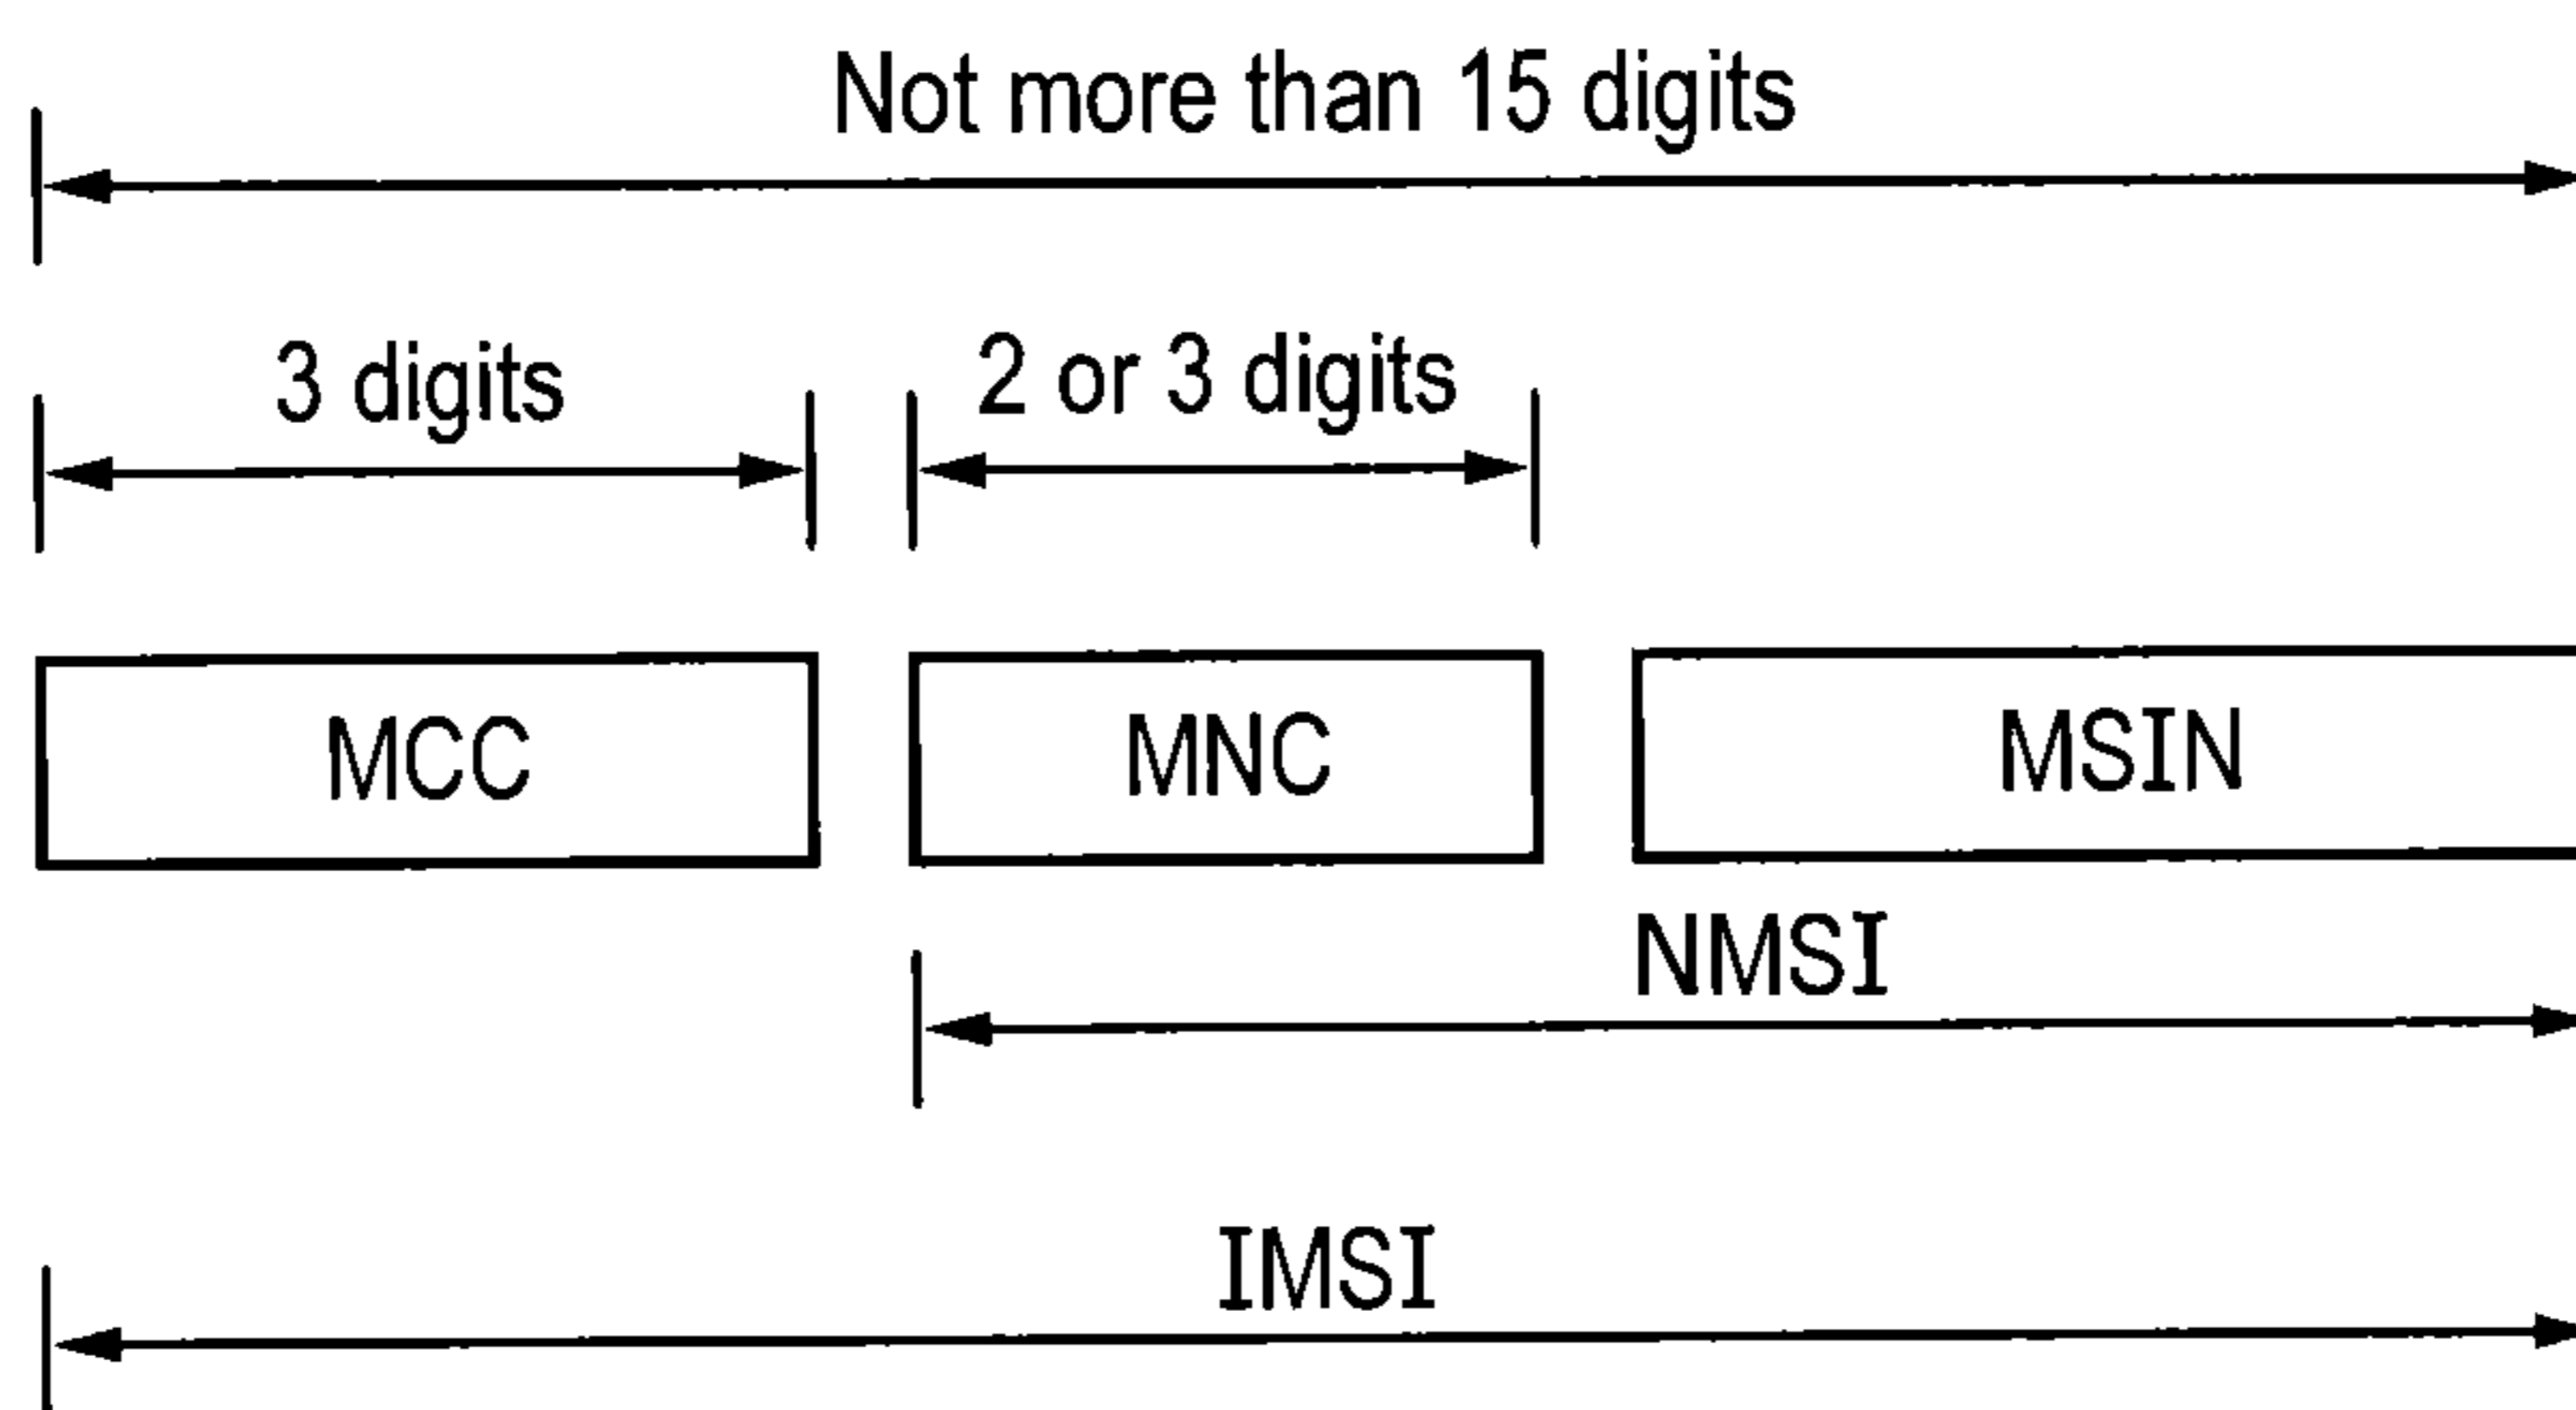 Not more than 15 digits
3 digits
2 or 3 digits
MCC
MNC
MSIN
NMSI
IMSI